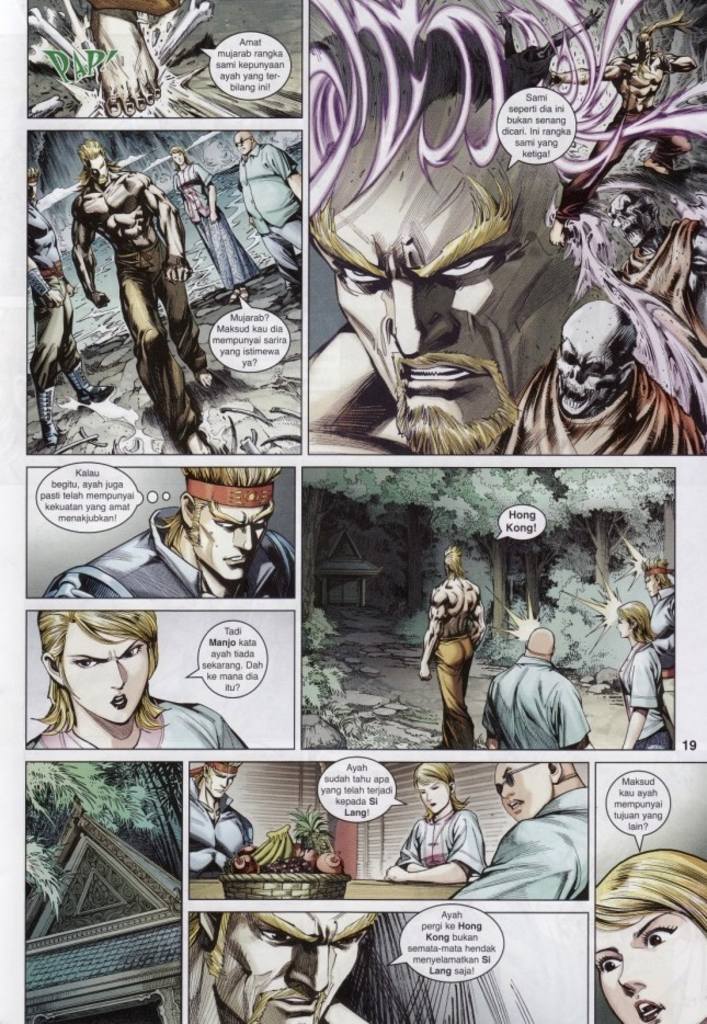 PAP!
Amat
mujarab rangka
sami kepunyaan
ayah yang ter-
bilang ini!
Sami
seperti dia ini
bukan senang
dicari. Ini rangka
sami yang
ketiga!
Mujarab?
Maksud kau dia
mempunyai sarira
yang istimewa
ya?
Kalau
begitu, ayah juga
pasti telah mempunyai
kekuatan yang amat
menakjubkan!
Hong
Kong!
Tadi
Manjo kata
ayah tiada
sekarang. Dah
ke mana dia
itu?
19
Ayah
sudah tahu apa
yang telah terjadi
kepada Si
Lang!
Maksud
kau ayah
mempunyai
tujuan yang
lain?
Ayah
pergi ke Hong
Kong bukan
semata-mata hendak
menyelamatkan Si
Lang saja!